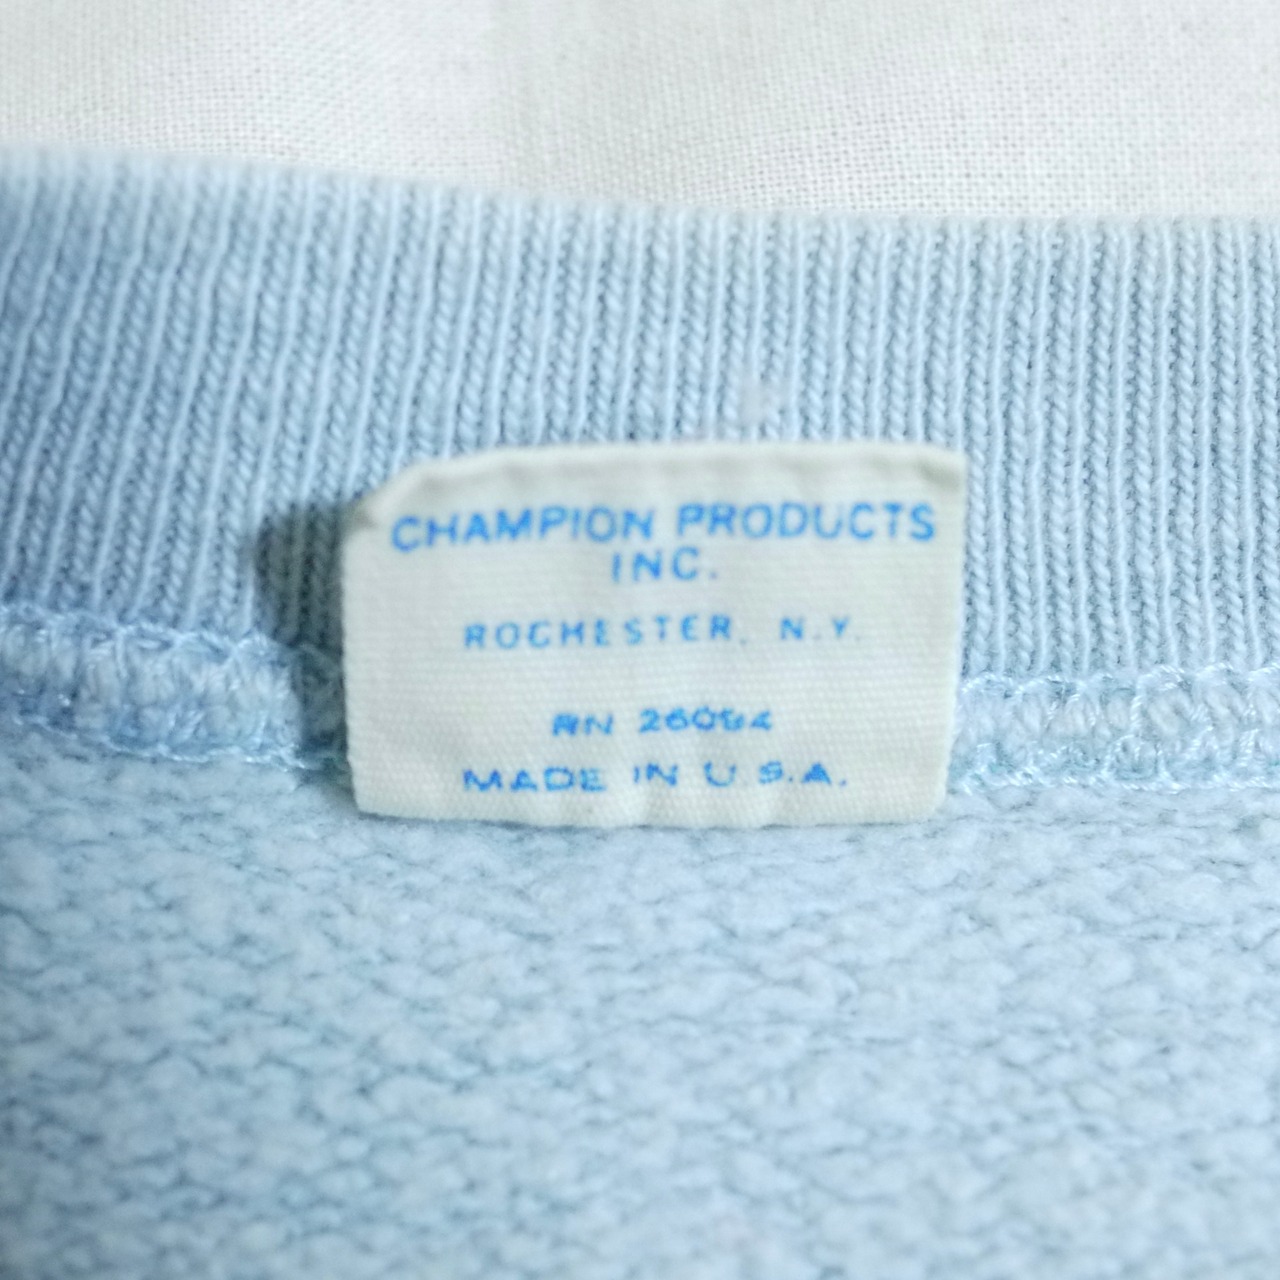 CHAMPION PRODUCTS
INC.
ROCHESTER, N.Y.
RN 26094
MADE IN U.S.A.